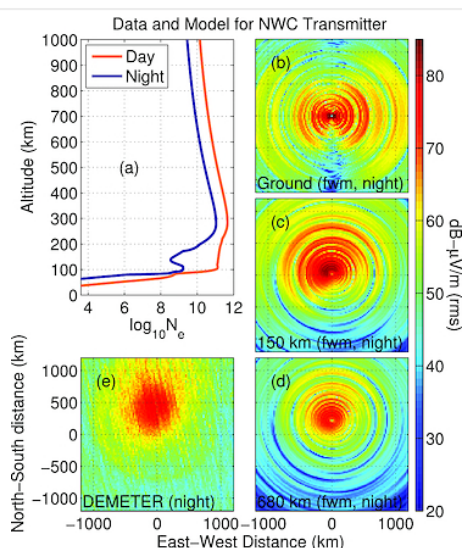 Data and Model for NWC Transmitter
1000
900
800
700
600
500
400
300
200
100
0
Altitude (km)
Day
Night
(a)
4 6 8 10 12
log10Ne
(b)
Ground (fwm, night)
(c)
150 km (fwm, night)
(d)
680 km (fwm, night)
80
70
60
50
40
30
20
dB−μV/m (rms)
(e)
DEMETER (night)
1000
500
0
−500
−1000
North−South distance (km)
−1000 0 1000
−1000 0 1000
East−West Distance (km)